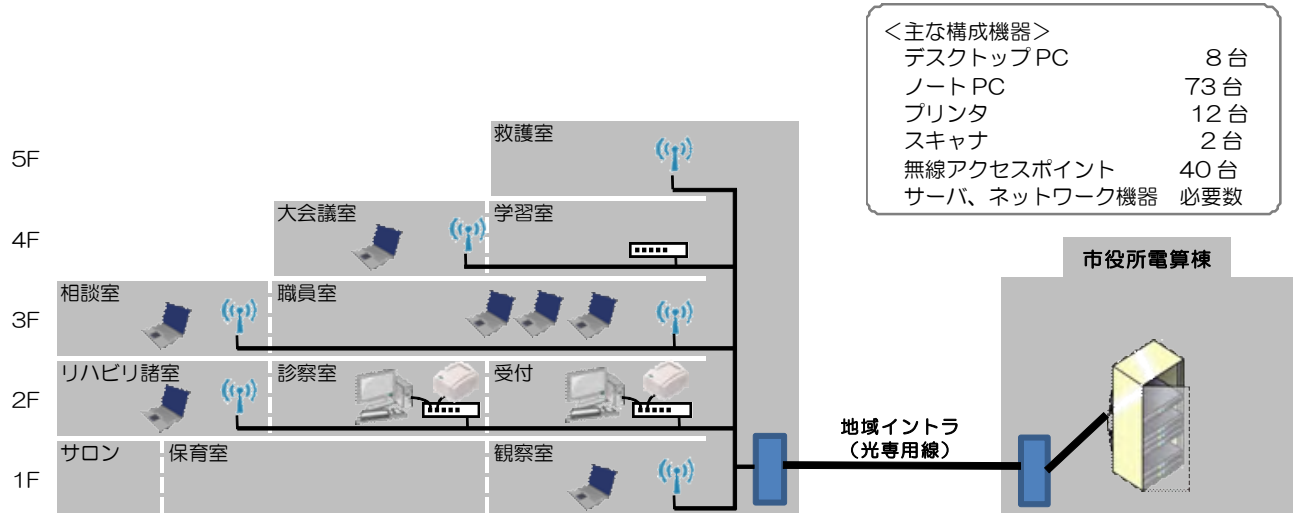 ＜主な構成機器＞
デスクトップPC 8台
ノートPC 73台
プリンタ 12台
スキャナ 2台
無線アクセスポイント 40台
サーバ、ネットワーク機器 必要数
5F
救護室
4F
大会議室 学習室
市役所電算棟
3F
相談室 職員室
2F
リハビリ諸室 診察室 受付
地域イントラ
（光専用線）
1F
サロン 保育室 観察室